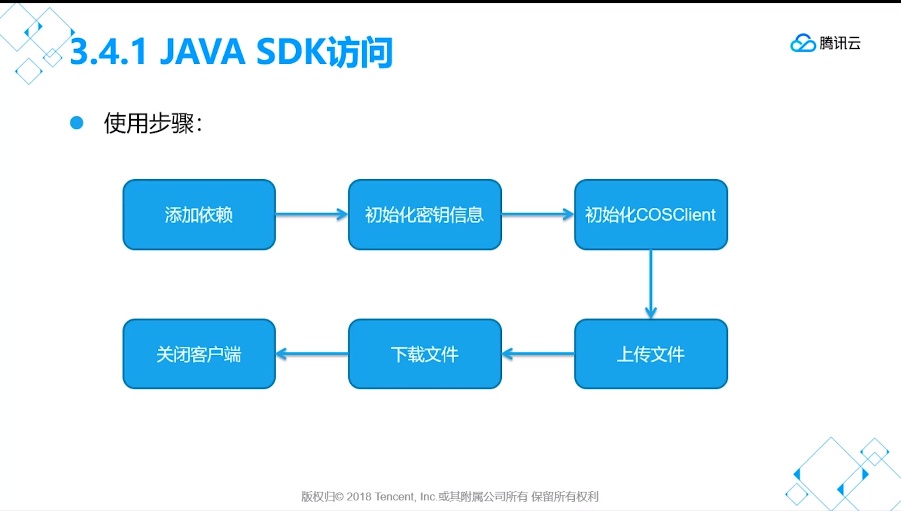 3.4.1 JAVA SDK访问
腾讯云
使用步骤：
添加依赖
初始化密钥信息
初始化COSClient
上传文件
下载文件
关闭客户端
版权归© 2018 Tencent, Inc.或其附属公司所有 保留所有权利